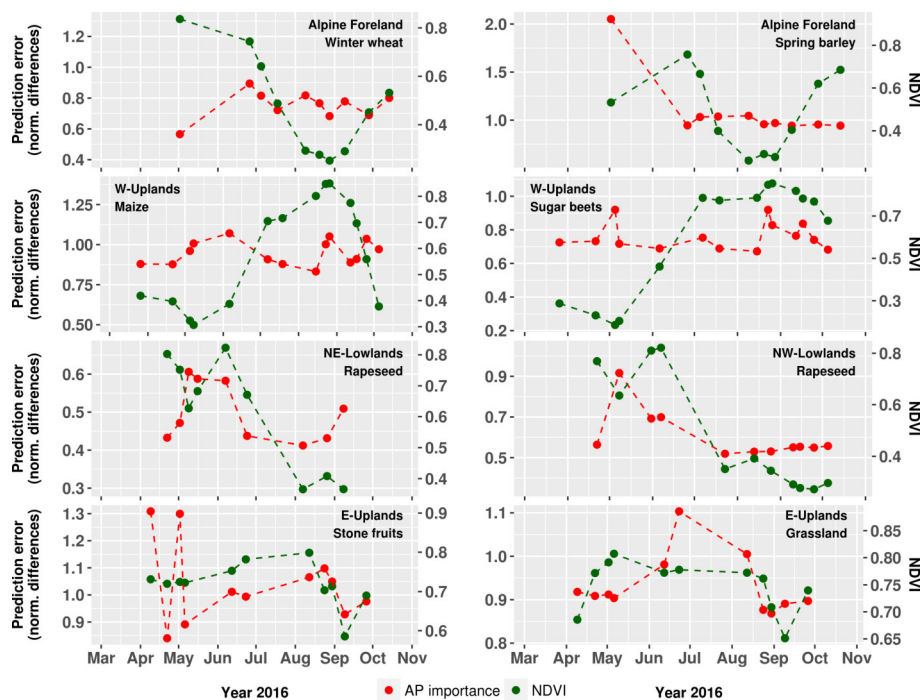 Alpine Foreland
Winter wheat
Prediction error
(norm. differences)
1.2
1.0
0.8
0.6
0.4
0.8
0.6
0.4
Alpine Foreland
Spring barley
2.0
1.5
1.0
0.8
0.6
0.4
NDVI
W-Uplands
Maize
Prediction error
(norm. differences)
1.25
1.00
0.75
0.50
0.8
0.7
0.6
0.5
0.4
0.3
W-Uplands
Sugar beets
1.0
0.8
0.6
0.4
0.2
0.7
0.5
0.3
NDVI
NE-Lowlands
Rapeseed
Prediction error
(norm. differences)
0.6
0.5
0.4
0.3
0.8
0.7
0.6
0.5
0.4
NW-Lowlands
Rapeseed
0.9
0.7
0.5
0.8
0.6
0.4
NDVI
E-Uplands
Stone fruits
Prediction error
(norm. differences)
1.3
1.2
1.1
1.0
0.9
0.9
0.8
0.7
0.6
E-Uplands
Grassland
1.1
1.0
0.9
0.8
0.85
0.80
0.75
0.70
0.65
NDVI
Mar Apr May Jun Jul Aug Sep Oct Nov
Mar Apr May Jun Jul Aug Sep Oct Nov
Year 2016
AP importance NDVI
Year 2016